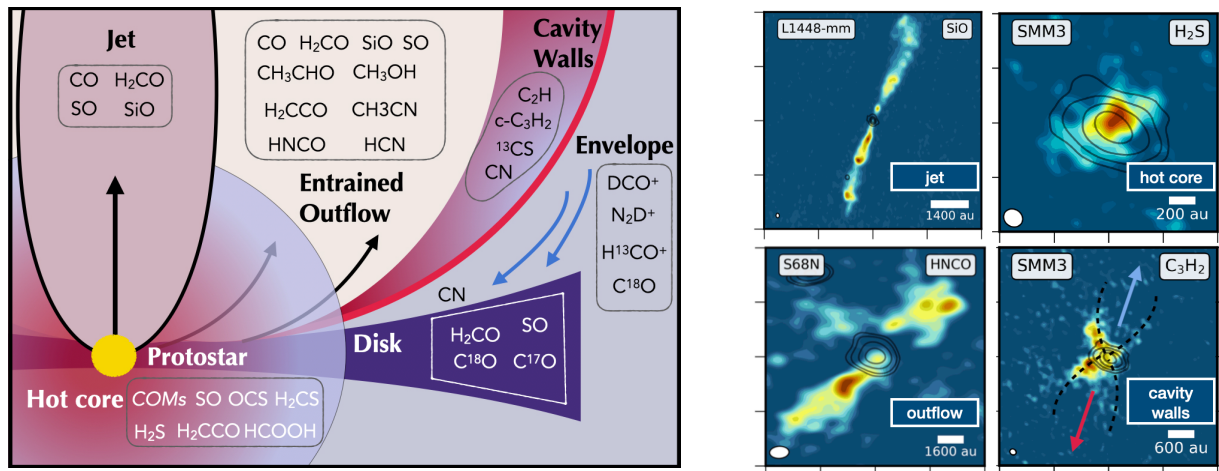 Jet
CO H₂CO
SO SiO
CO H₂CO SiO SO
CH₃CHO CH₃OH
H₂CCO CH3CN
HNCO HCN
Entrained
Outflow
Cavity
Walls
C₂H
c-C₃H₂
¹³CS
CN
Envelope
DCO⁺
N₂D⁺
H¹³CO⁺
C¹⁸O
CN
Disk
H₂CO SO
C¹⁸O C¹⁷O
Protostar
Hot core
COMs SO OCS H₂CS
H₂S H₂CCO HCOOH
L1448-mm SiO
jet
1400 au
SMM3 H₂S
hot core
200 au
S68N HNCO
outflow
1600 au
SMM3 C₃H₂
cavity
walls
600 au